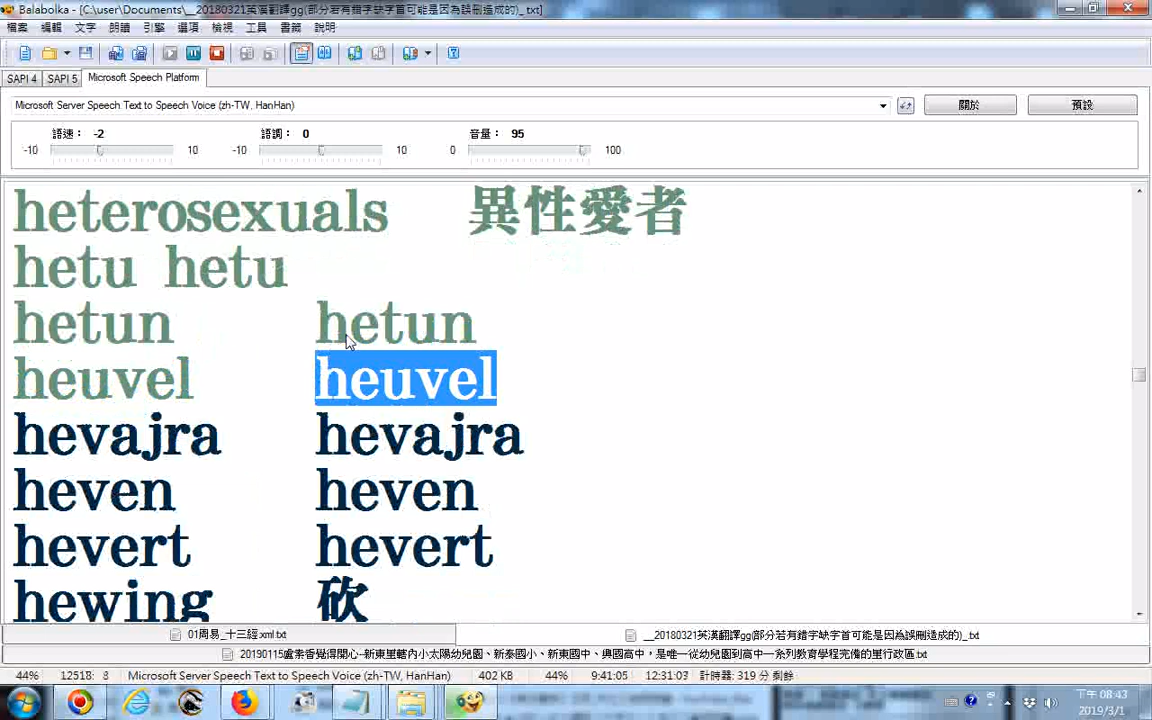 Balabolka - [C:\user\Documents\__20180321英漢翻譯gg(部分若有錯字缺字首可能是因為誤刪造成的)_.txt]
檔案 編輯 文字 朗讀 引擎 選項 檢視 工具 書籤 說明
SAPI 4 SAPI 5 Microsoft Speech Platform
Microsoft Server Speech Text to Speech Voice (zh-TW, HanHan) 關於 預設
語速： -2 語調： 0 音量： 95
-10 10 -10 10 0 100
heterosexuals 異性愛者
hetu hetu
hetun hetun
heuvel heuvel
hevajra hevajra
heven heven
hevert hevert
hewing 砍
01周易_十三經.xml.txt __20180321英漢翻譯gg(部分若有錯字缺字首可能是因為誤刪造成的)_.txt
20190115盧素香覺得開心-新東里轄內小太陽幼兒園、新泰國小、新東國中、興國高中，是唯一從幼兒園到高中一系列教育學程完備的里行政區.txt
44% 12518: 8 Microsoft Server Speech Text to Speech Voice (zh-TW, HanHan) 402 KB 44% 9:41:05 12:31:03 計時器: 319 分 剩餘
下午 08:43
2019/3/1